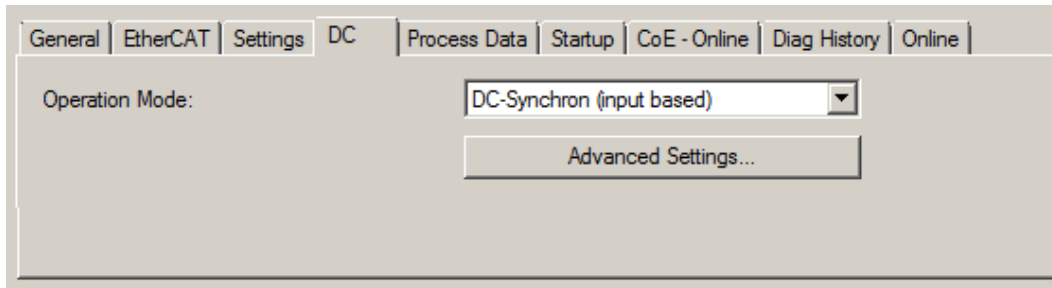 General EtherCAT Settings DC Process Data Startup CoE - Online Diag History Online
Operation Mode: DC-Synchron (input based)
Advanced Settings...